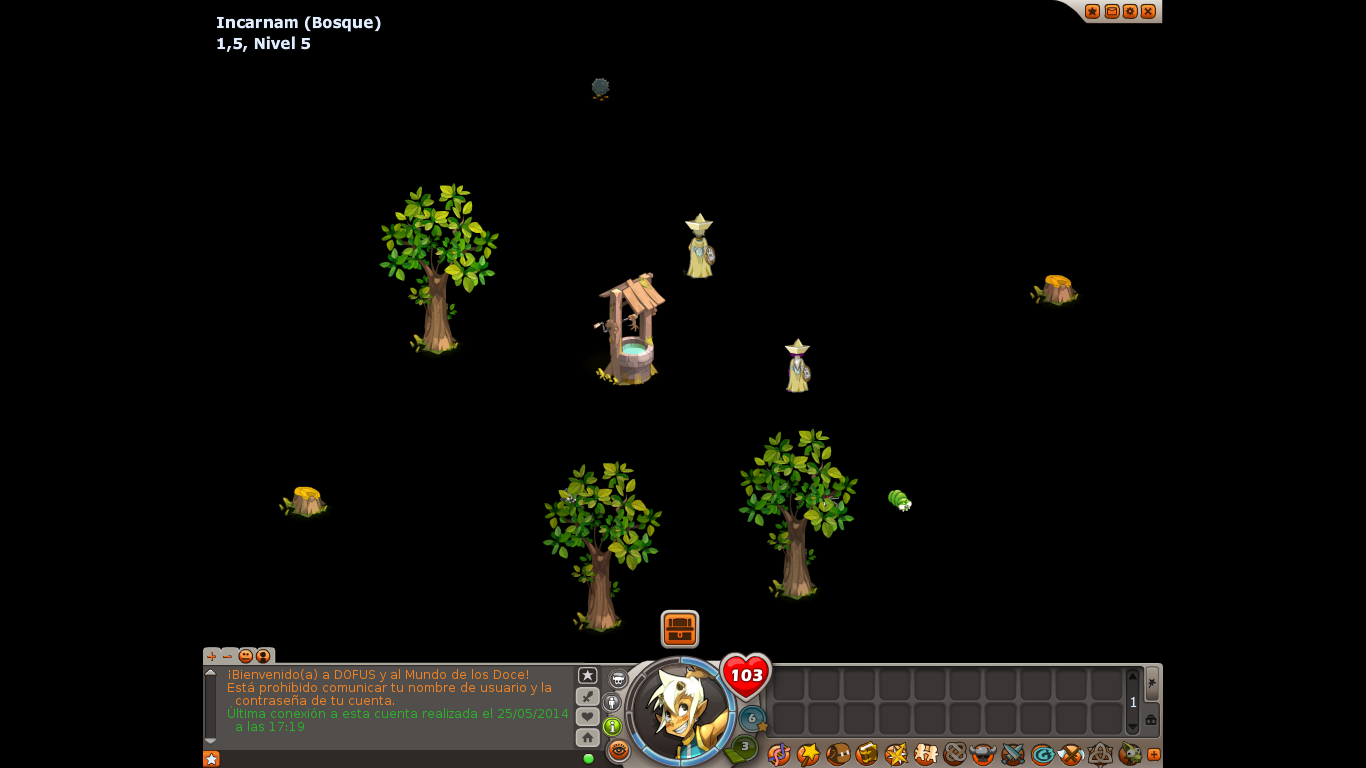 Incarnam (Bosque)
1,5, Nivel 5
¡Bienvenido(a) a DOFUS y al Mundo de los Doce!
Está prohibido comunicar tu nombre de usuario y la
contraseña de tu cuenta.
Última conexión a esta cuenta realizada el 25/05/2014
a las 17:19
103
6
3
1